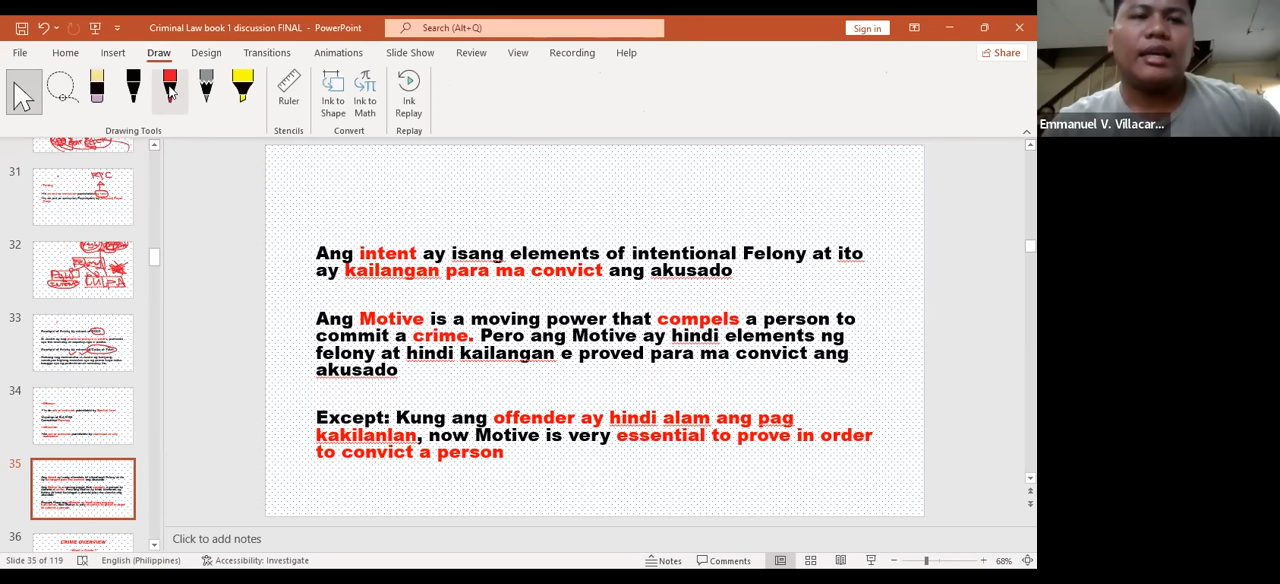 Criminal Law book 1 discussion FINAL - PowerPoint
Search (Alt+Q)
Sign in
File Home Insert Draw Design Transitions Animations Slide Show Review View Recording Help
Share
Ruler
Ink to Shape
Ink to Math
Ink Replay
Drawing Tools
Stencils
Convert
Replay
Emmanuel V. Villacar...
31
32
33
34
35
36
CRIME OVERVIEW
Ang intent ay isang elements of intentional Felony at ito
ay kailangan para ma convict ang akusado
Ang Motive is a moving power that compels a person to
commit a crime. Pero ang Motive ay hindi elements ng
felony at hindi kailangan e proved para ma convict ang
akusado
Except: Kung ang offender ay hindi alam ang pag
kakilanlan, now Motive is very essential to prove in order
to convict a person
Click to add notes
Slide 35 of 119
English (Philippines)
Accessibility: Investigate
Notes
Comments
68%